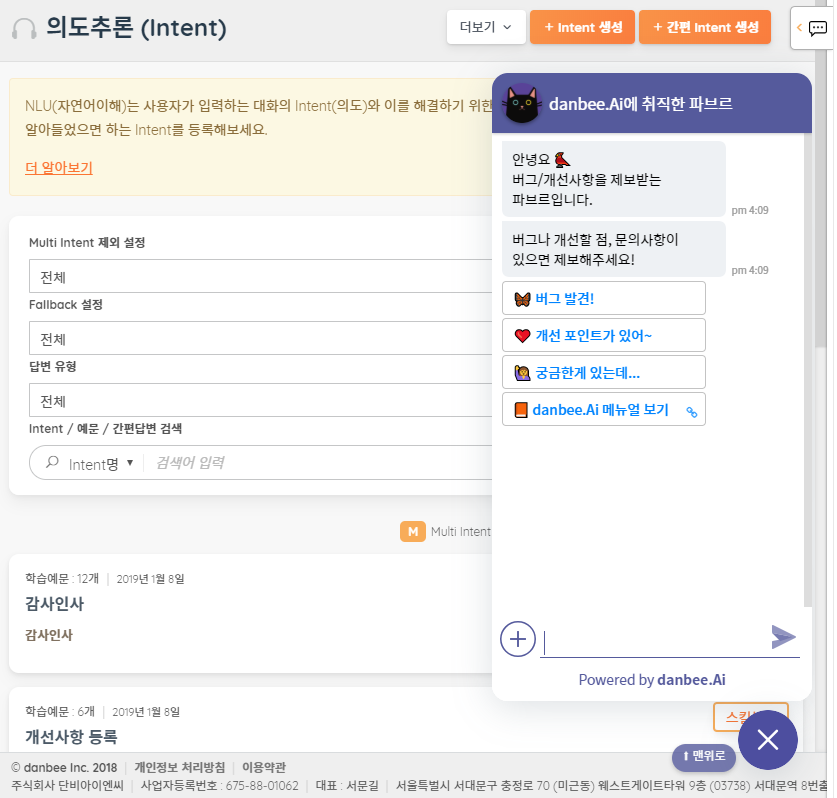 의도추론 (Intent)
더보기
+ Intent 생성
+ 간편 Intent 생성
NLU(자연어이해)는 사용자가 입력하는 대화의 Intent(의도)와 이를 해결하기 위한
알아들었으면 하는 Intent를 등록해보세요.
더 알아보기
Multi Intent 제외 설정
전체
Fallback 설정
전체
답변 유형
전체
Intent / 예문 / 간편답변 검색
Intent명 ▼ 검색어 입력
M Multi Intent
학습예문 : 12개 | 2019년 1월 8일
감사인사
감사인사
학습예문 : 6개 | 2019년 1월 8일
개선사항 등록
danbee.Ai에 취직한 파브르
안녕요
버그/개선사항을 제보받는
파브르입니다.
pm 4:09
버그나 개선할 점, 문의사항이
있으면 제보해주세요!
pm 4:09
버그 발견!
개선 포인트가 있어~
궁금한게 있는데...
danbee.Ai 메뉴얼 보기
Powered by danbee.Ai
맨위로
© danbee Inc. 2018 | 개인정보 처리방침 | 이용약관
주식회사 단비아이엔씨 | 사업자등록번호 : 675-88-01062 | 대표 : 서문길 | 서울특별시 서대문구 충정로 70 (미근동) 웨스트게이트타워 9층 (03738) 서대문역 8번출